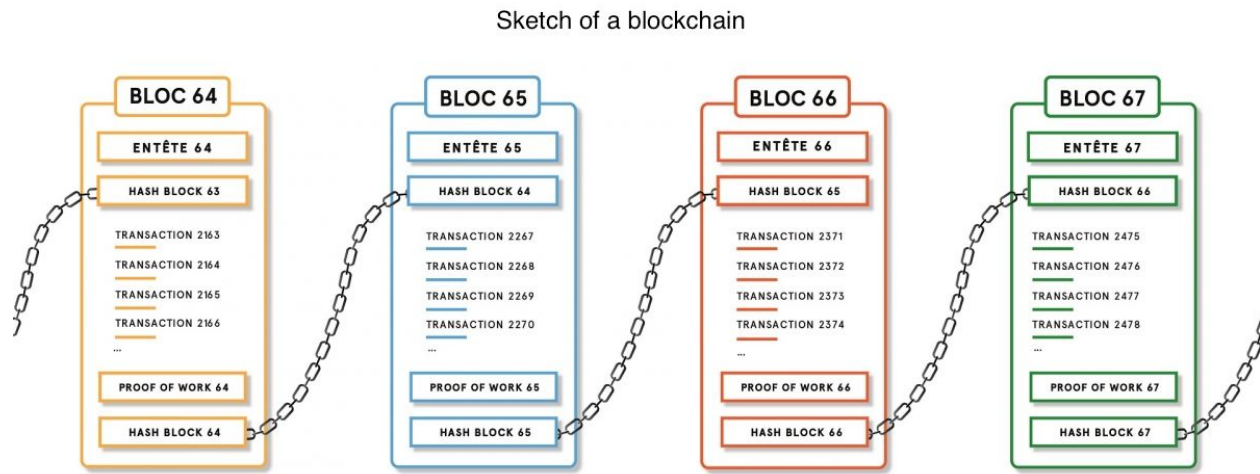 Sketch of a blockchain
BLOC 64
ENTÊTE 64
HASH BLOCK 63
TRANSACTION 2163
TRANSACTION 2164
TRANSACTION 2165
TRANSACTION 2166
...
PROOF OF WORK 64
HASH BLOCK 64
BLOC 65
ENTÊTE 65
HASH BLOCK 64
TRANSACTION 2267
TRANSACTION 2268
TRANSACTION 2269
TRANSACTION 2270
...
PROOF OF WORK 65
HASH BLOCK 65
BLOC 66
ENTÊTE 66
HASH BLOCK 65
TRANSACTION 2371
TRANSACTION 2372
TRANSACTION 2373
TRANSACTION 2374
...
PROOF OF WORK 66
HASH BLOCK 66
BLOC 67
ENTÊTE 67
HASH BLOCK 66
TRANSACTION 2475
TRANSACTION 2476
TRANSACTION 2477
TRANSACTION 2478
...
PROOF OF WORK 67
HASH BLOCK 67